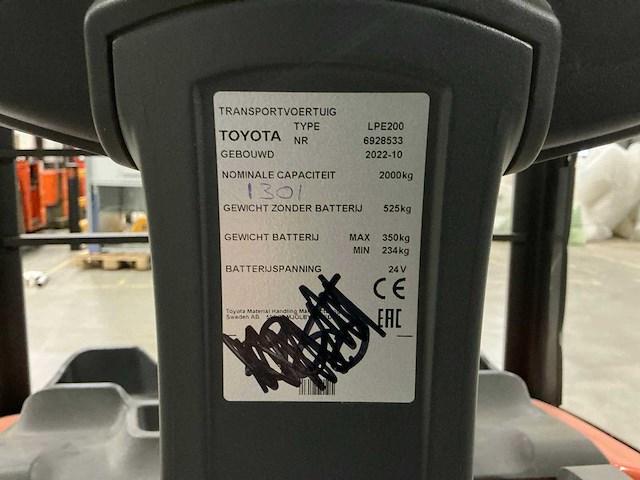 TRANSPORTVOERTUIG
TOYOTA TYPE LPE200
NR 6928533
GEBOUWD 2022-10
NOMINALE CAPACITEIT 2000kg
1301
GEWICHT ZONDER BATTERIJ 525kg
GEWICHT BATTERIJ MAX 350kg
MIN 234kg
BATTERIJSPANNING 24V
CE
Toyota Material Handling
Sweden AB
EAC